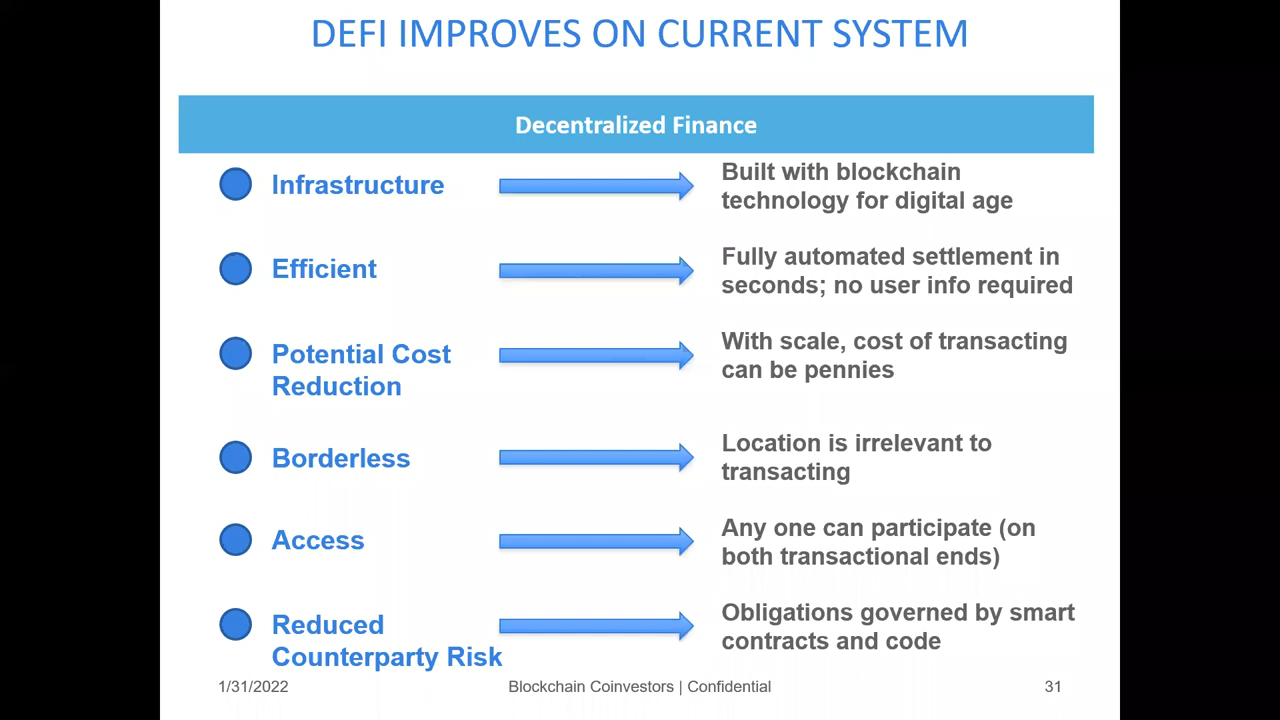 DEFI IMPROVES ON CURRENT SYSTEM
Decentralized Finance
Infrastructure
Built with blockchain
technology for digital age
Efficient
Fully automated settlement in
seconds; no user info required
Potential Cost
Reduction
With scale, cost of transacting
can be pennies
Borderless
Location is irrelevant to
transacting
Access
Any one can participate (on
both transactional ends)
Reduced
Counterparty Risk
Obligations governed by smart
contracts and code
1/31/2022
Blockchain Coinvestors | Confidential
31